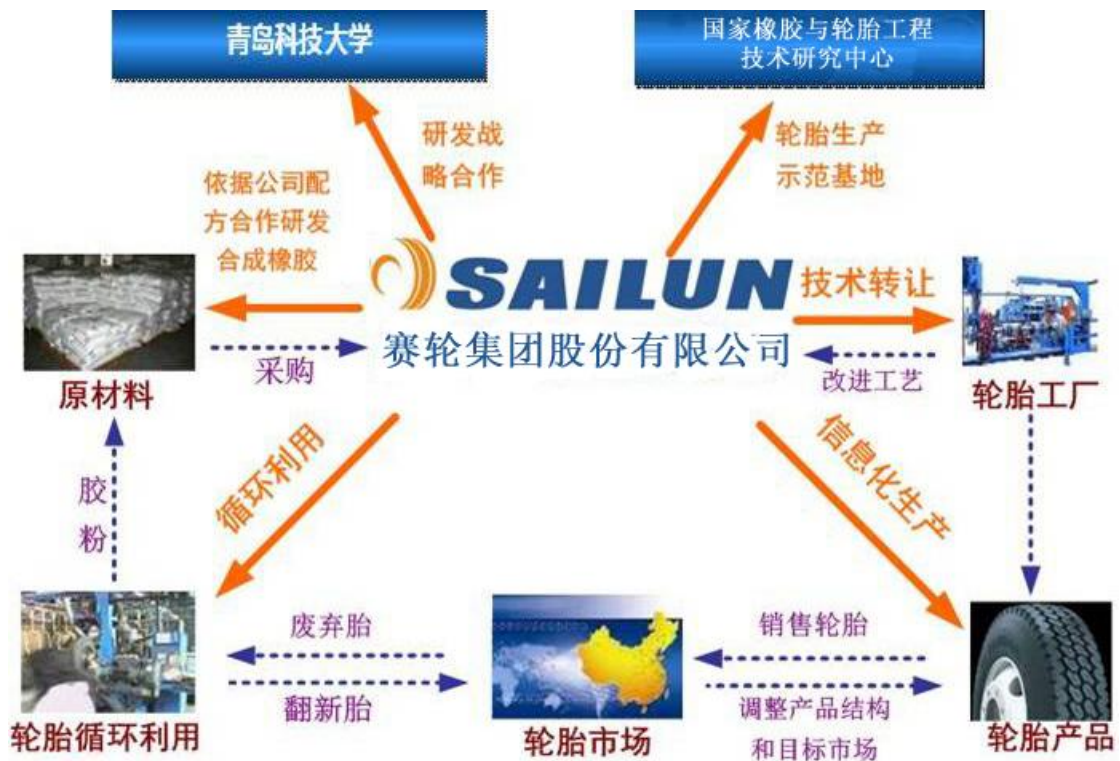 青岛科技大学
国家橡胶与轮胎工程
技术研究中心
研发战
略合作
轮胎生产
示范基地
依据公司配
方合作研发
合成橡胶
SAILUN
技术转让
赛轮集团股份有限公司
采购
改进工艺
原材料
轮胎工厂
循环利用
信息化生产
胶
粉
废弃胎
销售轮胎
翻新胎
调整产品结构
和目标市场
轮胎循环利用
轮胎市场
轮胎产品